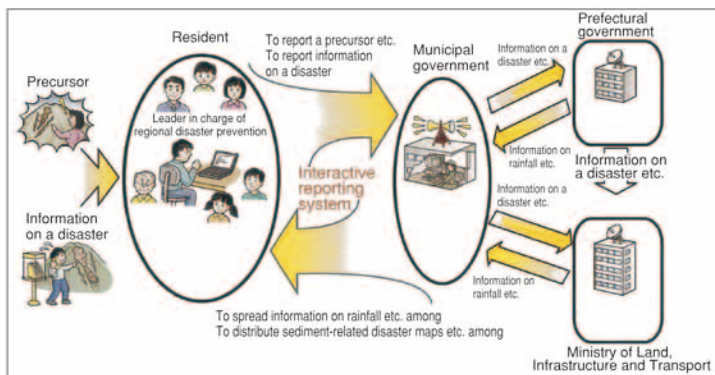 Precursor
Information
on a disaster
Resident
Leader in charge of
regional disaster prevention
To report a precursor etc.
To report information
on a disaster
Interactive
reporting
system
To spread information on rainfall etc. among
To distribute sediment-related disaster maps etc. among
Municipal
government
Information on a
disaster etc.
Information on
rainfall etc.
Information on a
disaster etc.
Information on
rainfall etc.
Prefectural
government
Information on
a disaster etc.
Ministry of Land,
Infrastructure and Transport